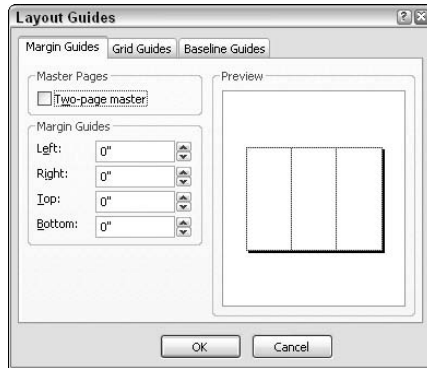 Layout Guides
Margin Guides Grid Guides Baseline Guides
Master Pages
Two-page master
Margin Guides
Left: 0"
Right: 0"
Top: 0"
Bottom: 0"
Preview
OK Cancel